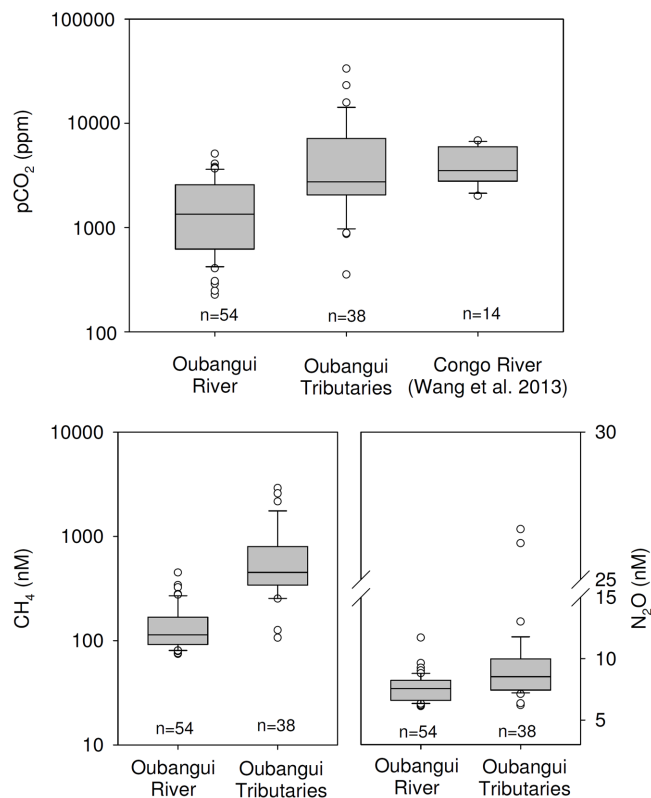 100000
10000
1000
100
pCO2 (ppm)
n=54
n=38
n=14
Oubangui
River
Oubangui
Tributaries
Congo River
(Wang et al. 2013)
10000
1000
100
10
CH4 (nM)
n=54
n=38
Oubangui
River
Oubangui
Tributaries
30
25
15
10
5
N2O (nM)
n=54
n=38
Oubangui
River
Oubangui
Tributaries